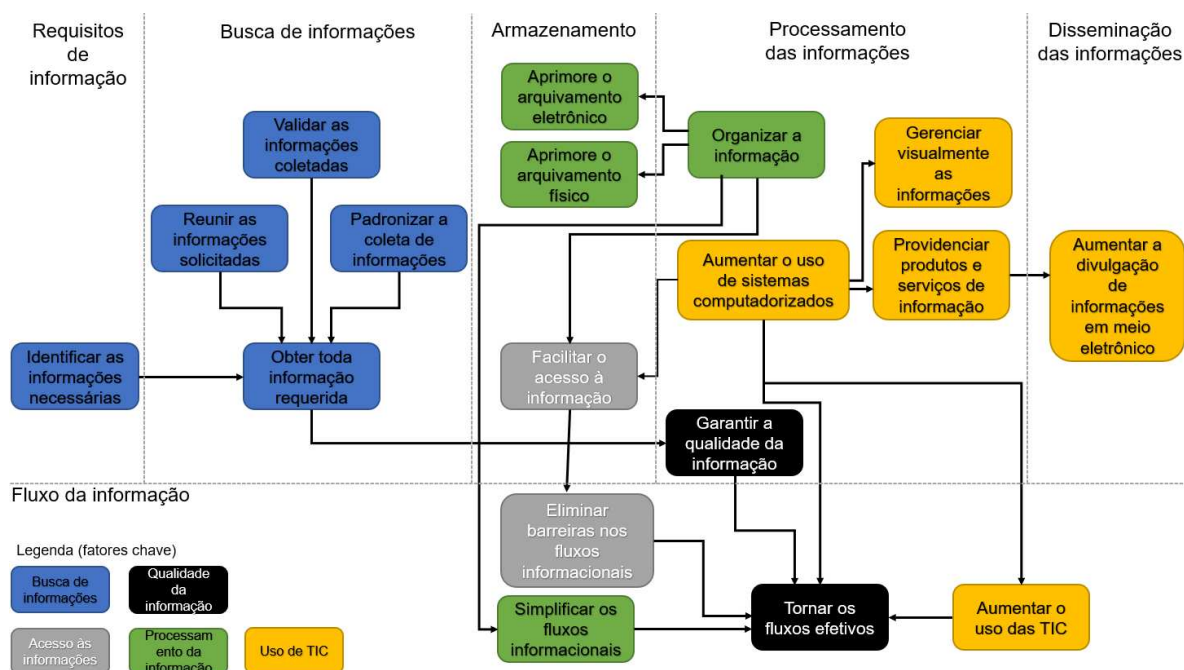 Requisitos
de
informação
Busca de informações
Armazenamento
Processamento
das informações
Disseminação
das informações
Validar as
informações
coletadas
Reunir as
informações
solicitadas
Padronizar a
coleta de
informações
Identificar as
informações
necessárias
Obter toda
informação
requerida
Aprimore o
arquivamento
eletrônico
Aprimore o
arquivamento
físico
Organizar a
informação
Gerenciar
visualmente
as
informações
Aumentar o uso
de sistemas
computadorizados
Providenciar
produtos e
serviços de
informação
Aumentar a
divulgação
de
informações
em meio
eletrônico
Facilitar o
acesso à
informação
Garantir a
qualidade da
informação
Fluxo da informação
Eliminar
barreiras nos
fluxos
informacionais
Simplificar os
fluxos
informacionais
Tornar os
fluxos efetivos
Aumentar o
uso das TIC
Legenda (fatores chave)
Busca de
informações
Qualidade
da
informação
Acesso às
informações
Processam
ento da
informação
Uso de TIC